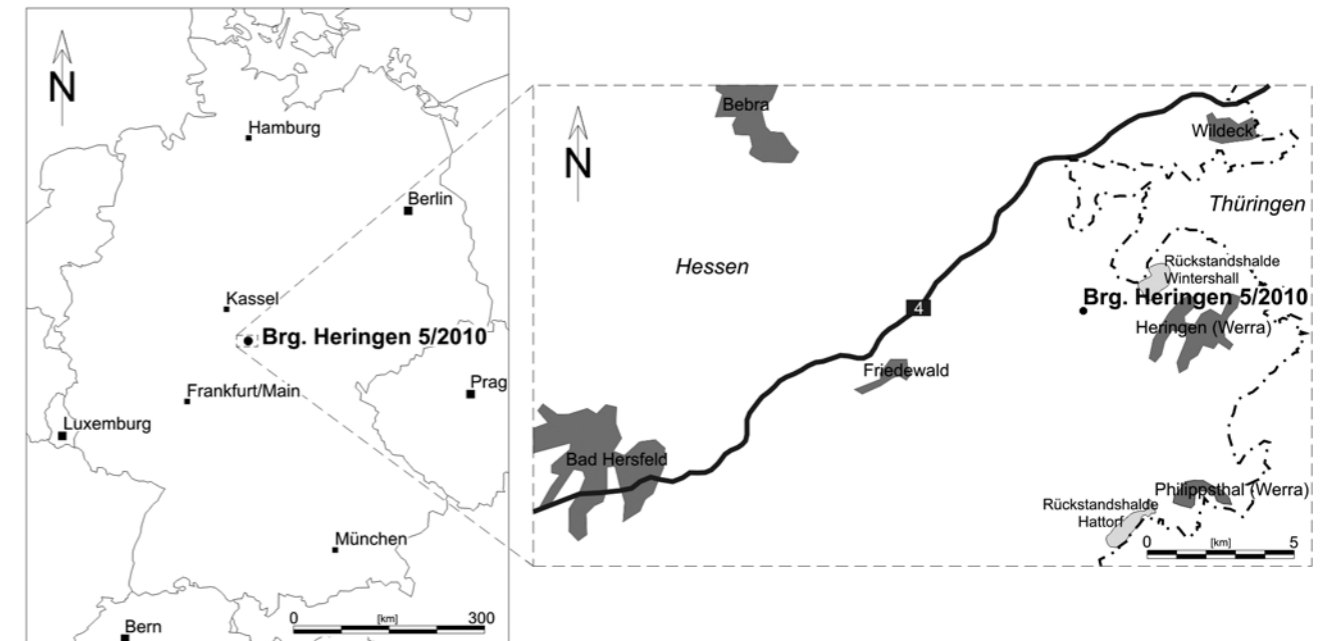 N
Hamburg
Berlin
Kassel
Brg. Heringen 5/2010
Frankfurt/Main
Prag
Luxemburg
München
0 [km] 300
Bern
N
Bebra
Wildeck
Thüringen
Hessen
Rückstandshalde
Wintershall
Brg. Heringen 5/2010
4
Heringen (Werra)
Friedewald
Bad Hersfeld
Philippsthal (Werra)
Rückstandshalde
Hattorf
0 [km] 5